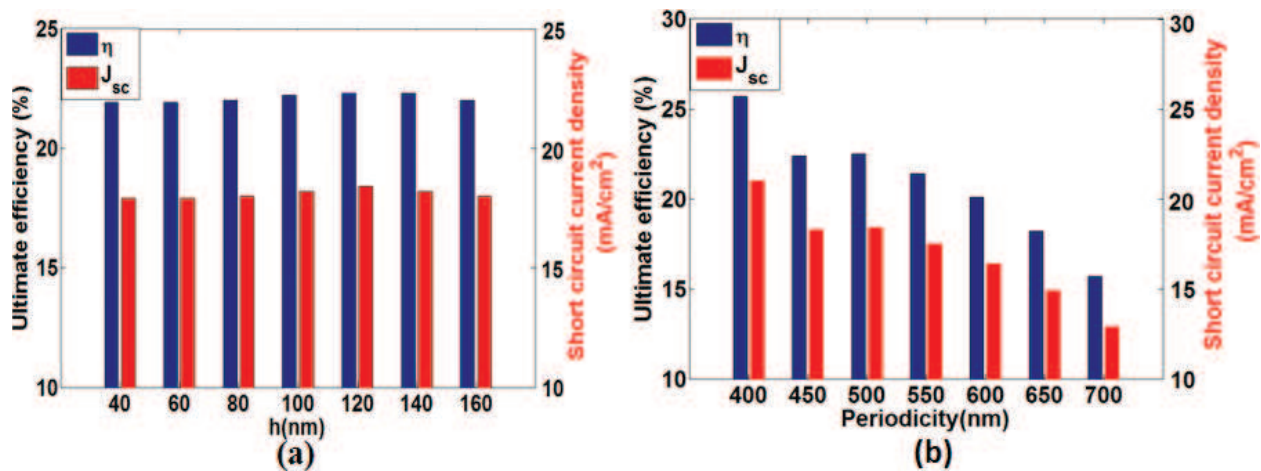 25
η
J_sc
20
15
10
Ultimate efficiency (%)
25
20
15
10
Short circuit current density
(mA/cm²)
40 60 80 100 120 140 160
h(nm)
(a)
30
η
J_sc
25
20
15
10
Ultimate efficiency (%)
30
25
20
15
10
Short circuit current density
(mA/cm²)
400 450 500 550 600 650 700
Periodicity(nm)
(b)